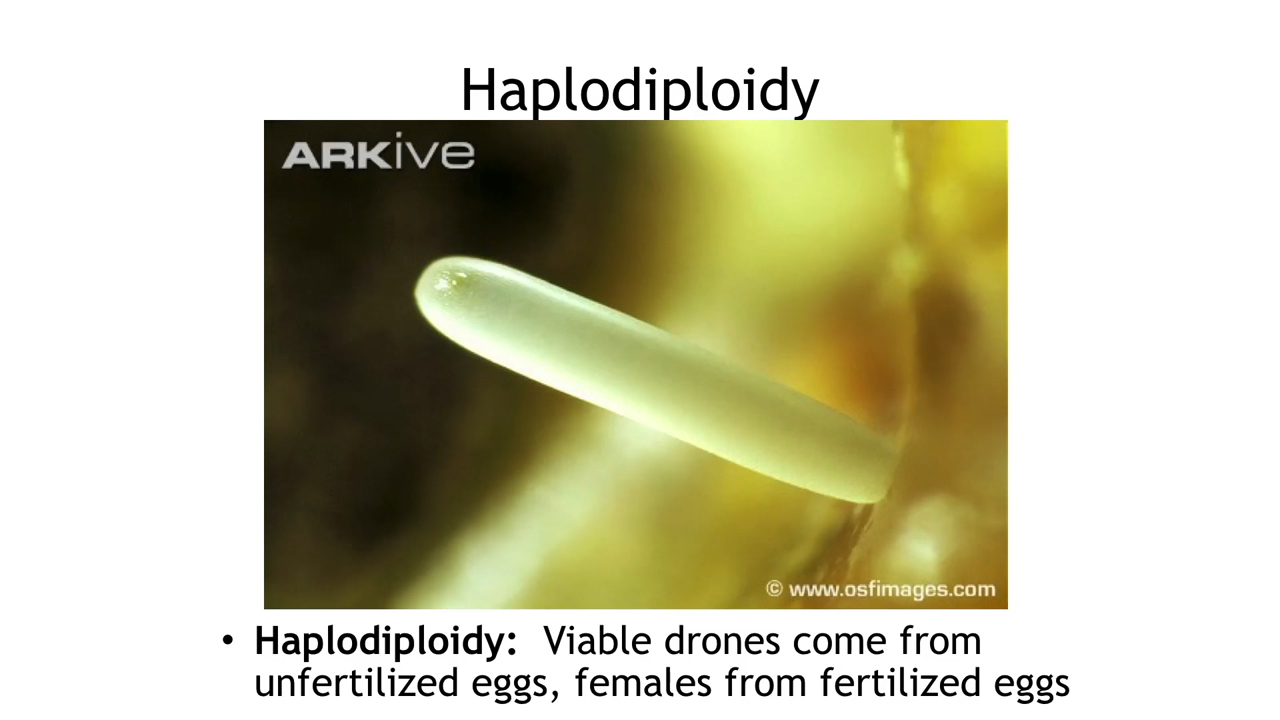 Haplodiploidy
ARKive
© www.osfimages.com
• Haplodiploidy:  Viable drones come from
unfertilized eggs, females from fertilized eggs